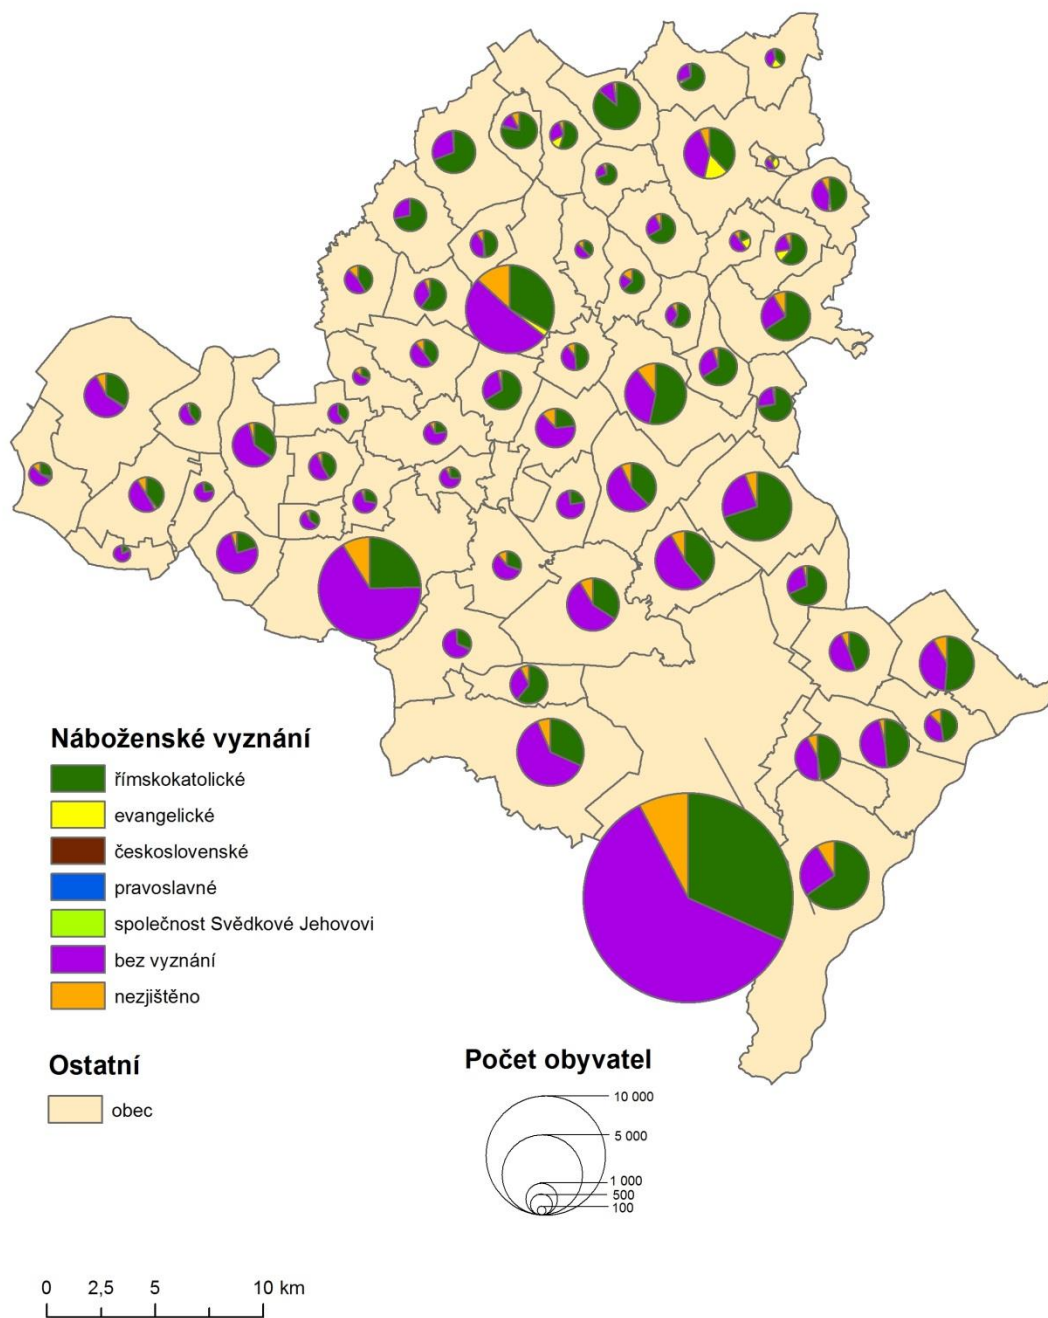 Náboženské vyznání
římskokatolické
evangelické
československé
pravoslavné
společnost Svědkové Jehovovi
bez vyznání
nezjištěno
Ostatní
obec
Počet obyvatel
10 000
5 000
1 000
500
100
0 2,5 5 10 km